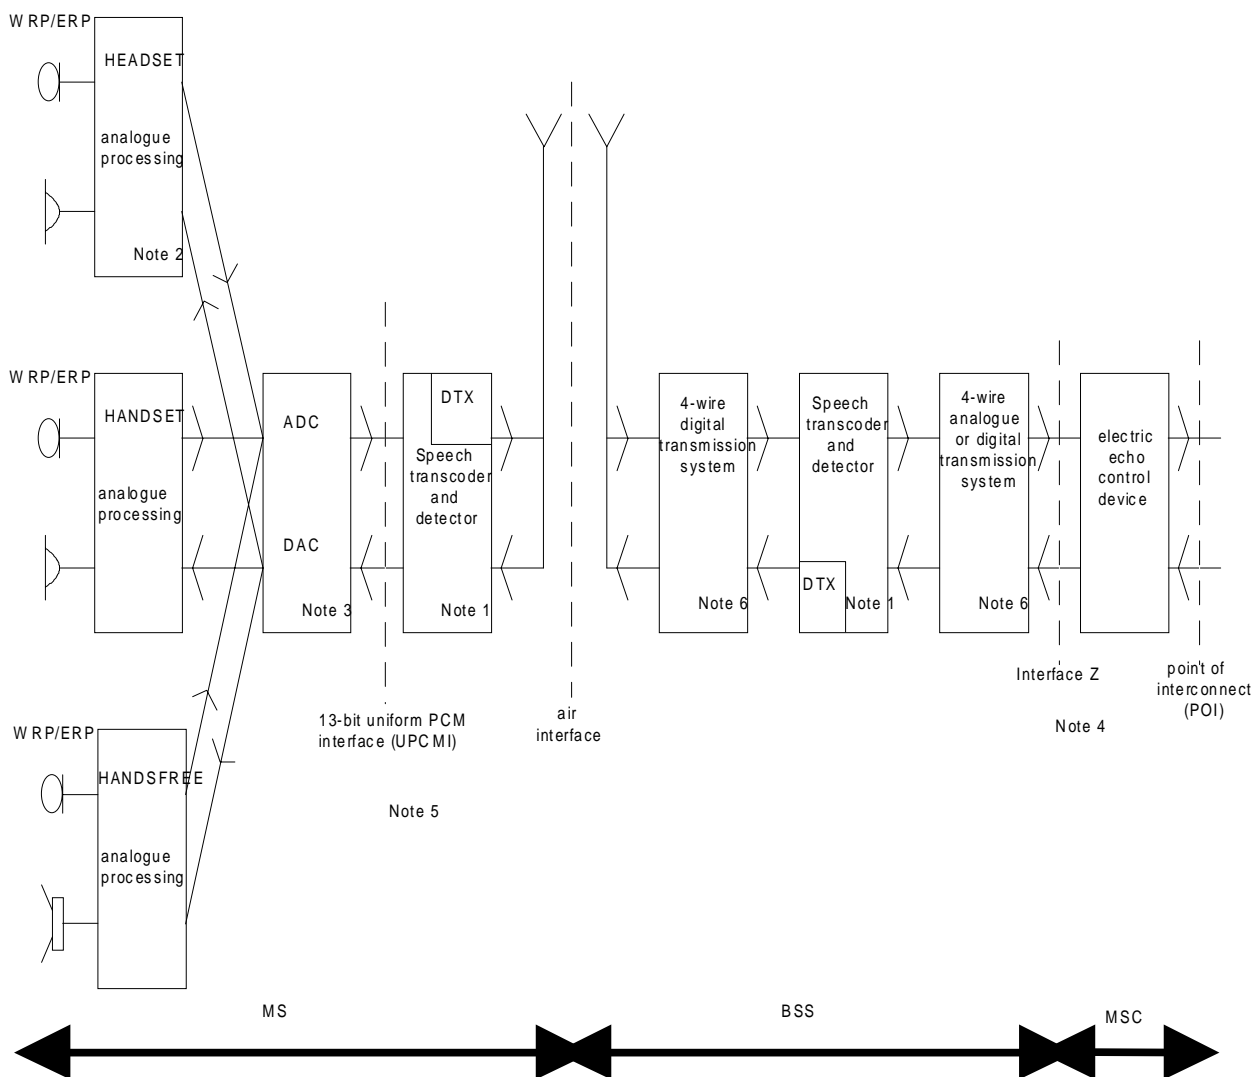 WRP/ERP
HEADSET
analogue
processing
Note 2
WRP/ERP
HANDSET
analogue
processing
ADC
DAC
Note 3
DTX
Speech
transcoder
and
detector
Note 1
13-bit uniform PCM
interface (UPCMI)
Note 5
air
interface
4-wire
digital
transmission
system
Note 6
Speech
transcoder
and
detector
DTX
Note 1
4-wire
analogue
or digital
transmission
system
Note 6
Interface Z
Note 4
electric
echo
control
device
point of
interconnect
(POI)
WRP/ERP
HANDSFREE
analogue
processing
MS
BSS
MSC